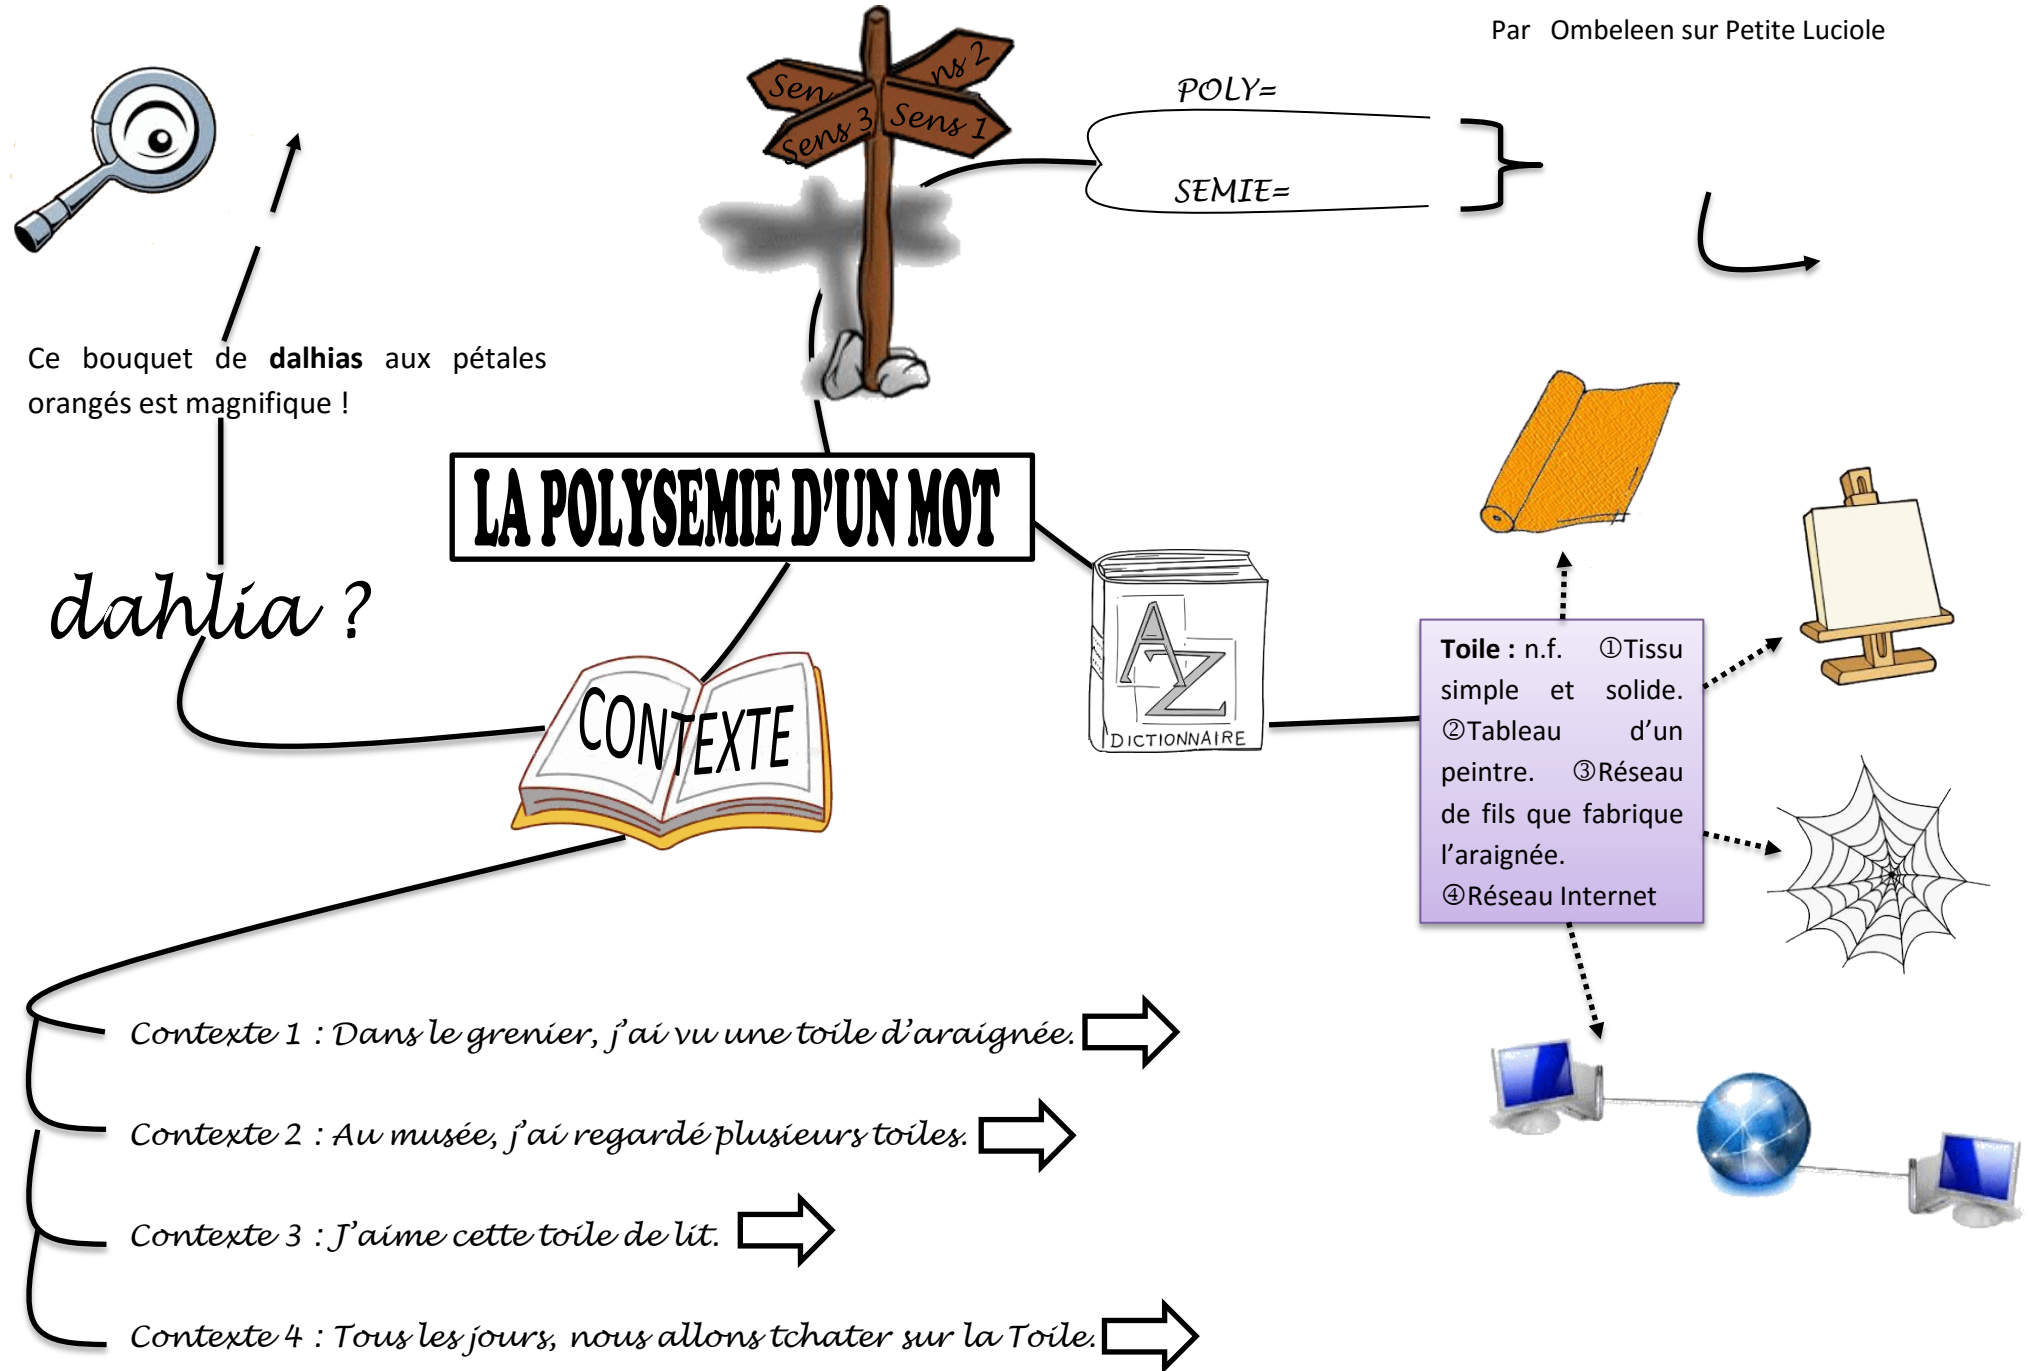 Par Ombeleen sur Petite Luciole
Sens 3
Sens 1
POLY=
SEMIE=
Ce bouquet de dalhias aux pétales
orangés est magnifique !
LA POLYSEMIE D'UN MOT
dahlia ?
CONTEXTE
A
Z
DICTIONNAIRE
Toile : n.f. ①Tissu
simple et solide.
②Tableau d'un
peintre. ③Réseau
de fils que fabrique
l'araignée.
④Réseau Internet
Contexte 1 : Dans le grenier, j'ai vu une toile d'araignée.
Contexte 2 : Au musée, j'ai regardé plusieurs toiles.
Contexte 3 : J'aime cette toile de lit.
Contexte 4 : Tous les jours, nous allons tchater sur la Toile.